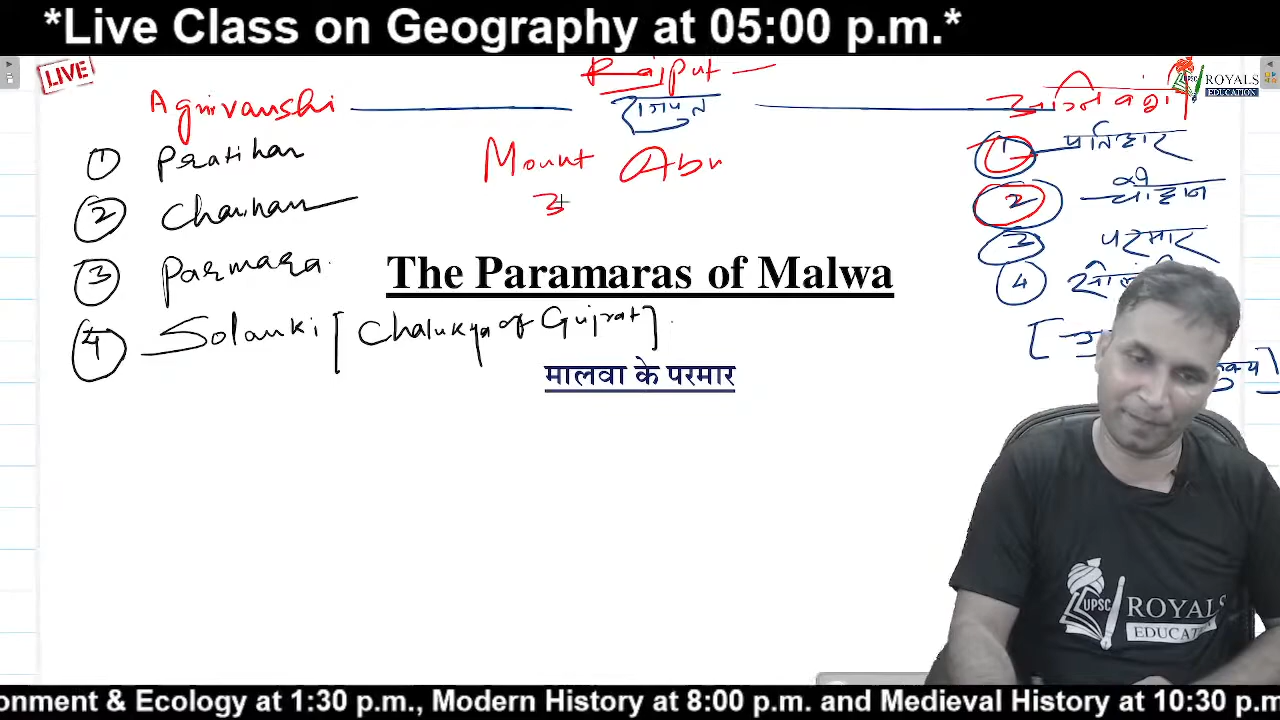 *Live Class on Geography at 05:00 p.m.*
LIVE
Rajput
राजपूत
ROYALS
EDUCATION
Agnivanshi
अग्निवंशी
① Pratihar
Mount Abu
① प्रतिहार
② Chauhan
② चौहान
③ Parmara
The Paramaras of Malwa
③ परमार
④ Solanki [Chalukya of Gujrat]
④
मालवा के परमार
UPSC ROYALS
EDUCATION
onment & Ecology at 1:30 p.m., Modern History at 8:00 p.m. and Medieval History at 10:30 p.m